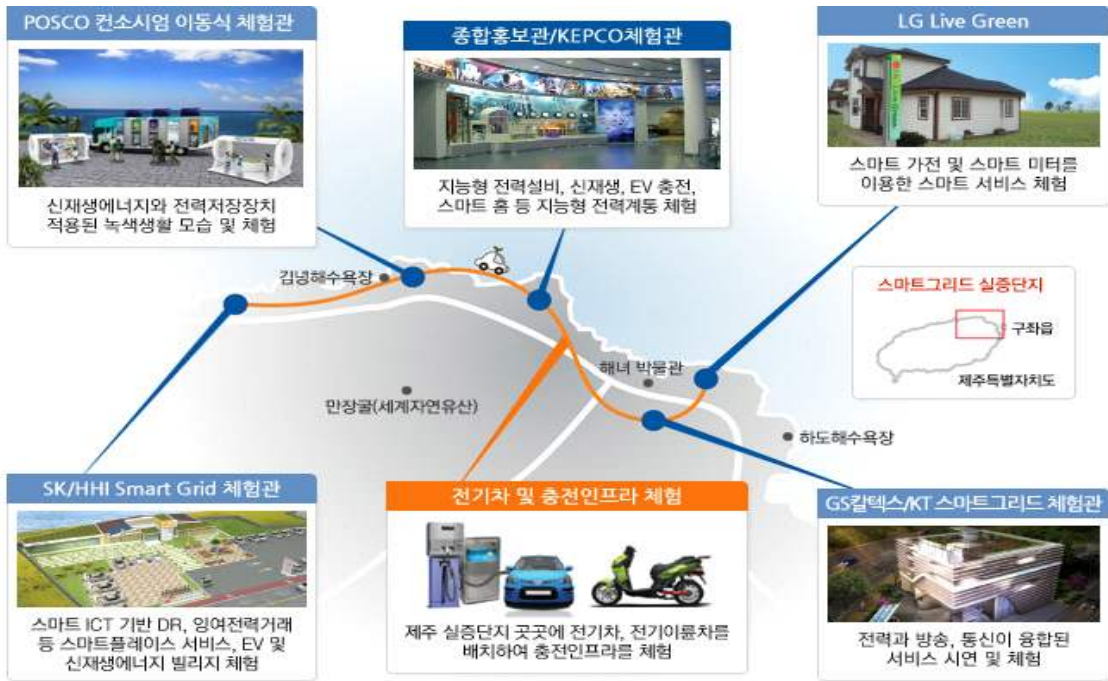 POSCO 컨소시엄 이동식 체험관
신재생에너지와 전력저장장치
적용된 녹색생활 모습 및 체험
종합홍보관/KEPCO체험관
지능형 전력설비, 신재생, EV 충전,
스마트 홈 등 지능형 전력계통 체험
LG Live Green
스마트 가전 및 스마트 미터를
이용한 스마트 서비스 체험
김녕해수욕장
스마트그리드 실증단지
구좌읍
제주특별자치도
해녀 박물관
만장굴(세계자연유산)
하도해수욕장
SK/HHI Smart Grid 체험관
스마트 ICT 기반 DR, 잉여전력거래
등 스마트플레이스 서비스, EV 및
신재생에너지 빌리지 체험
전기차 및 충전인프라 체험
제주 실증단지 곳곳에 전기차, 전기이륜차를
배치하여 충전인프라를 체험
GS칼텍스/KT 스마트그리드 체험관
전력과 방송, 통신이 융합된
서비스 시연 및 체험